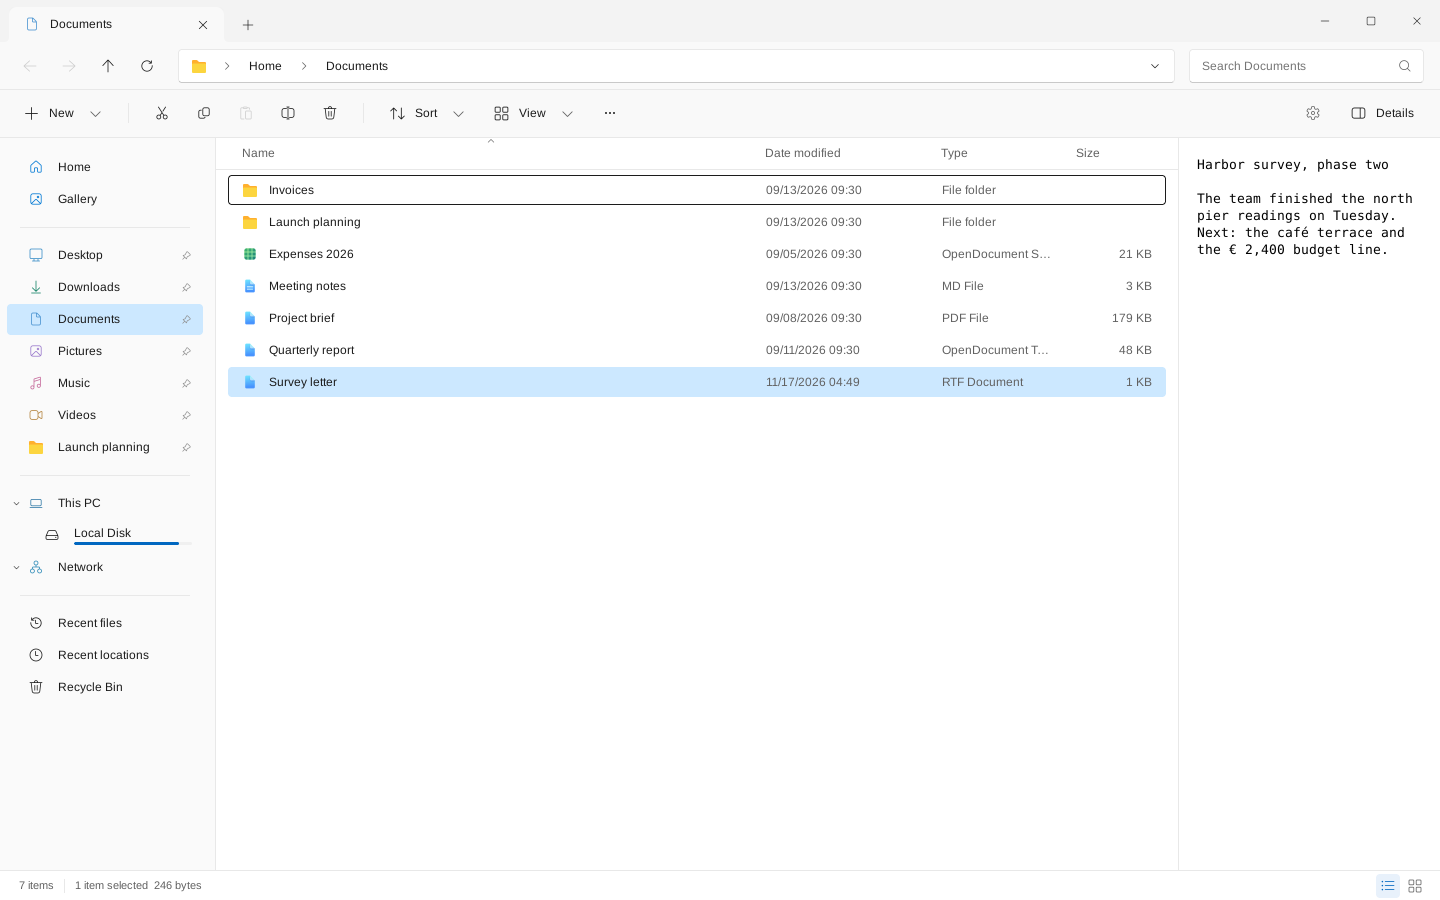 Documents
Home
Documents
Search Documents
New
Sort
View
Details
Home
Gallery
Desktop
Downloads
Documents
Pictures
Music
Videos
Launch planning
This PC
Local Disk
Network
Recent files
Recent locations
Recycle Bin
Name Date modified Type Size
Invoices 09/13/2026 09:30 File folder
Launch planning 09/13/2026 09:30 File folder
Expenses 2026 09/05/2026 09:30 OpenDocument S... 21 KB
Meeting notes 09/13/2026 09:30 MD File 3 KB
Project brief 09/08/2026 09:30 PDF File 179 KB
Quarterly report 09/11/2026 09:30 OpenDocument T... 48 KB
Survey letter 11/17/2026 04:49 RTF Document 1 KB
Harbor survey, phase two
The team finished the north
pier readings on Tuesday.
Next: the café terrace and
the € 2,400 budget line.
7 items 1 item selected 246 bytes